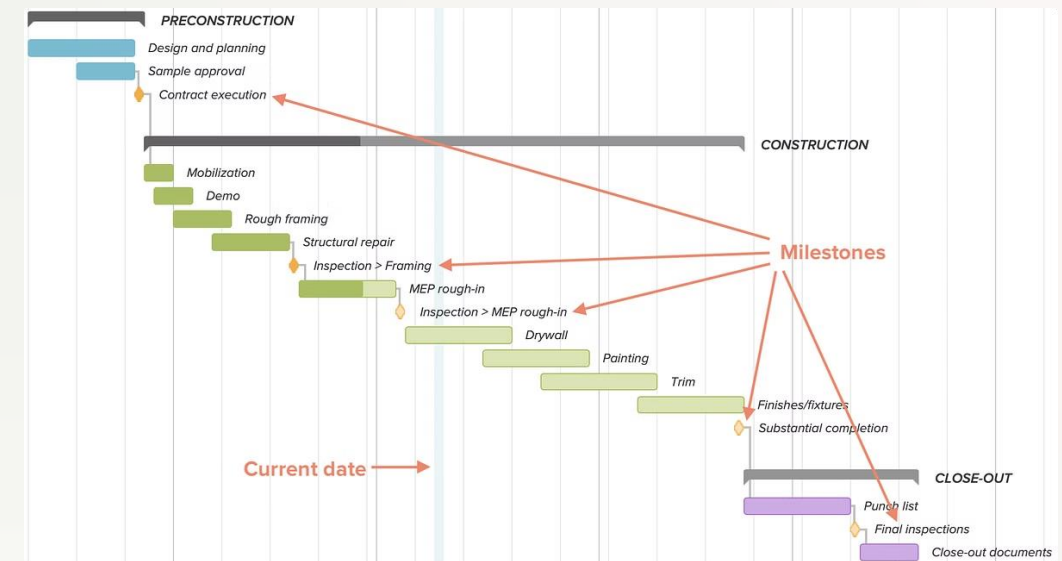 PRECONSTRUCTION
Design and planning
Sample approval
Contract execution
CONSTRUCTION
Mobilization
Demo
Rough framing
Structural repair
Milestones
Inspection > Framing
MEP rough-in
Inspection > MEP rough-in
Drywall
Painting
Trim
Finishes/fixtures
Substantial completion
Current date
CLOSE-OUT
Punch list
Final inspections
Close-out documents